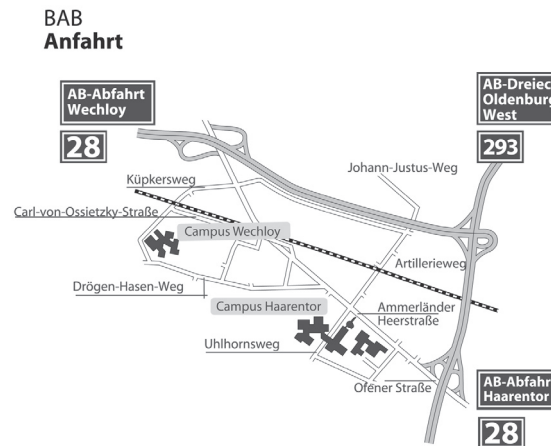 BAB
Anfahrt
AB-Abfahrt
Wechloy
28
AB-Dreiec
Oldenburg
West
293
Johann-Justus-Weg
Küpkersweg
Carl-von-Ossietzky-Straße
Campus Wechloy
Artillerieweg
Drögen-Hasen-Weg
Campus Haarentor
Ammerländer
Heerstraße
Uhlhornsweg
Ofener Straße
AB-Abfahr
Haarentor
28